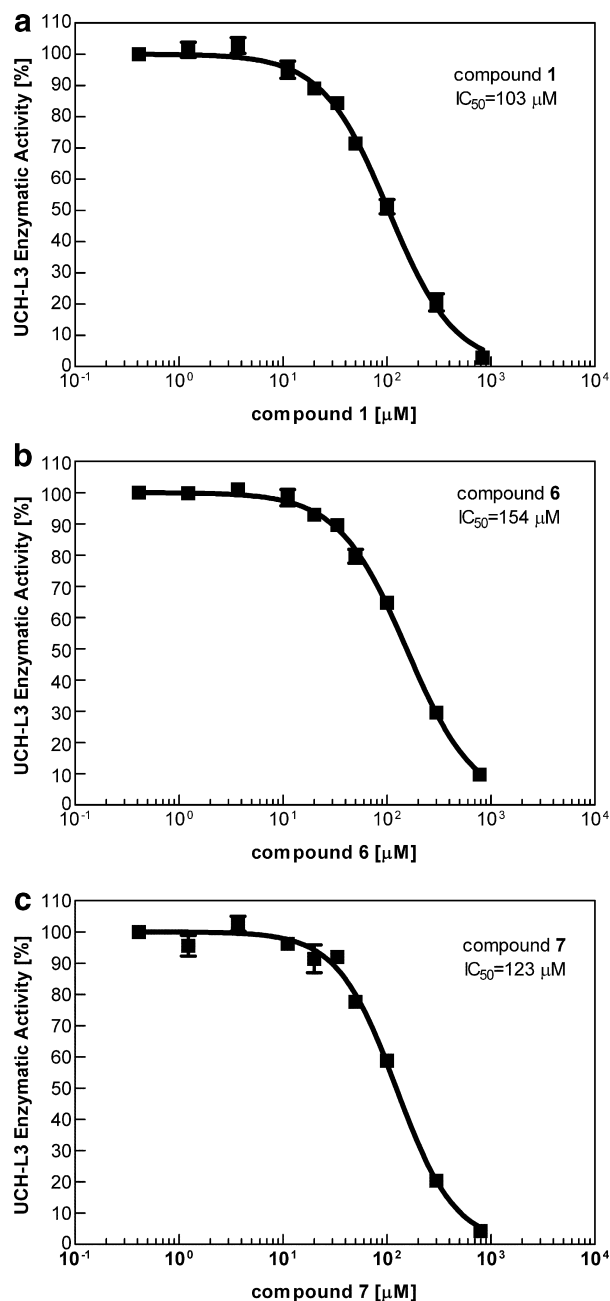 a
UCH-L3 Enzymatic Activity [%]
110
100
90
80
70
60
50
40
30
20
10
0
compound 1
IC50=103 μM
10⁻¹ 10⁰ 10¹ 10² 10³ 10⁴
compound 1 [μM]
b
UCH-L3 Enzymatic Activity [%]
110
100
90
80
70
60
50
40
30
20
10
0
compound 6
IC50=154 μM
10⁻¹ 10⁰ 10¹ 10² 10³ 10⁴
compound 6 [μM]
c
UCH-L3 Enzymatic Activity [%]
110
100
90
80
70
60
50
40
30
20
10
0
compound 7
IC50=123 μM
10⁻¹ 10⁰ 10¹ 10² 10³ 10⁴
compound 7 [μM]